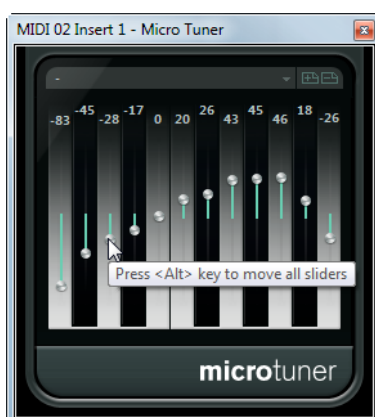 MIDI 02 Insert 1 - Micro Tuner
-
-83 -45 -28 -17 0 20 26 43 45 46 18 -26
Press <Alt> key to move all sliders
microtuner